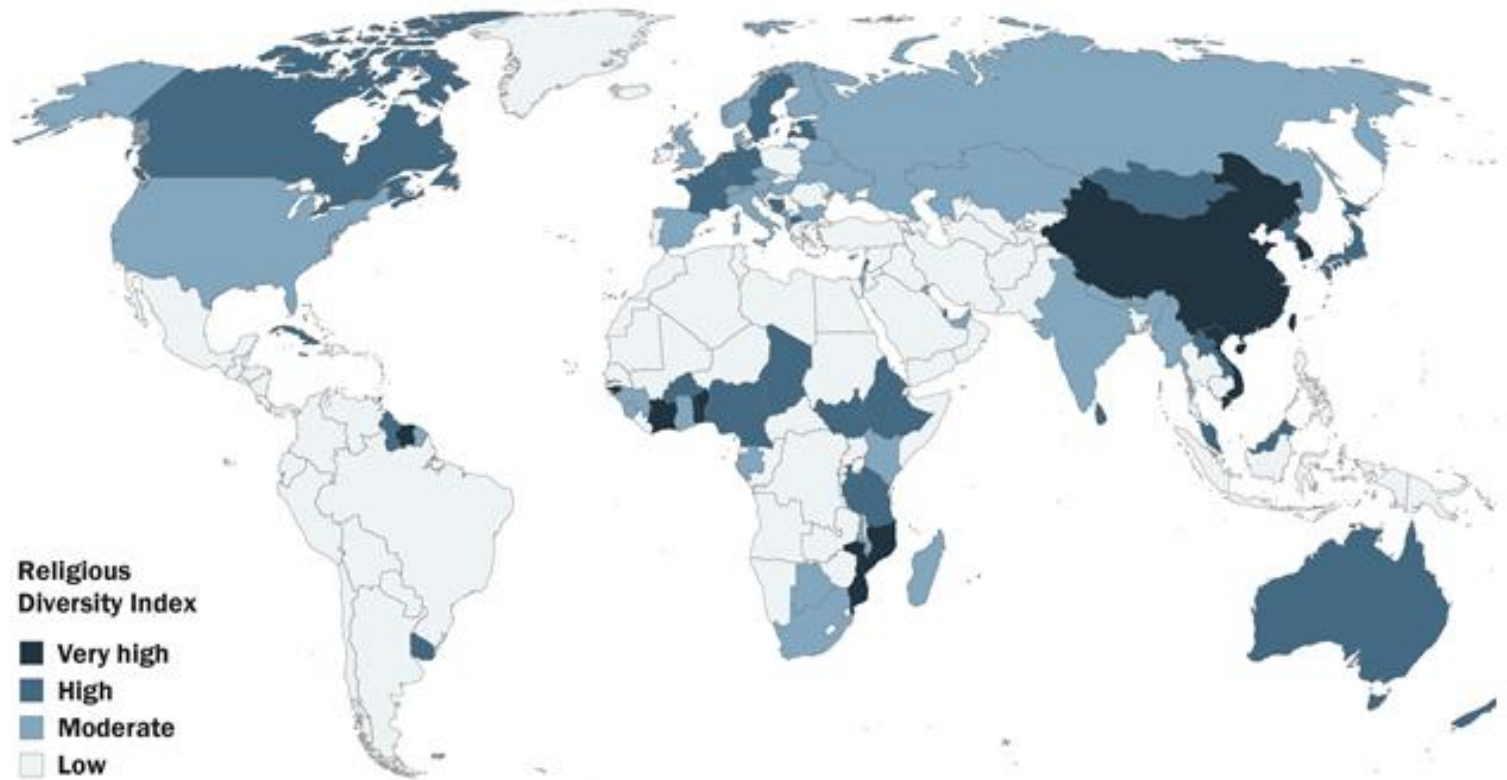 Religious
Diversity Index
Very high
High
Moderate
Low